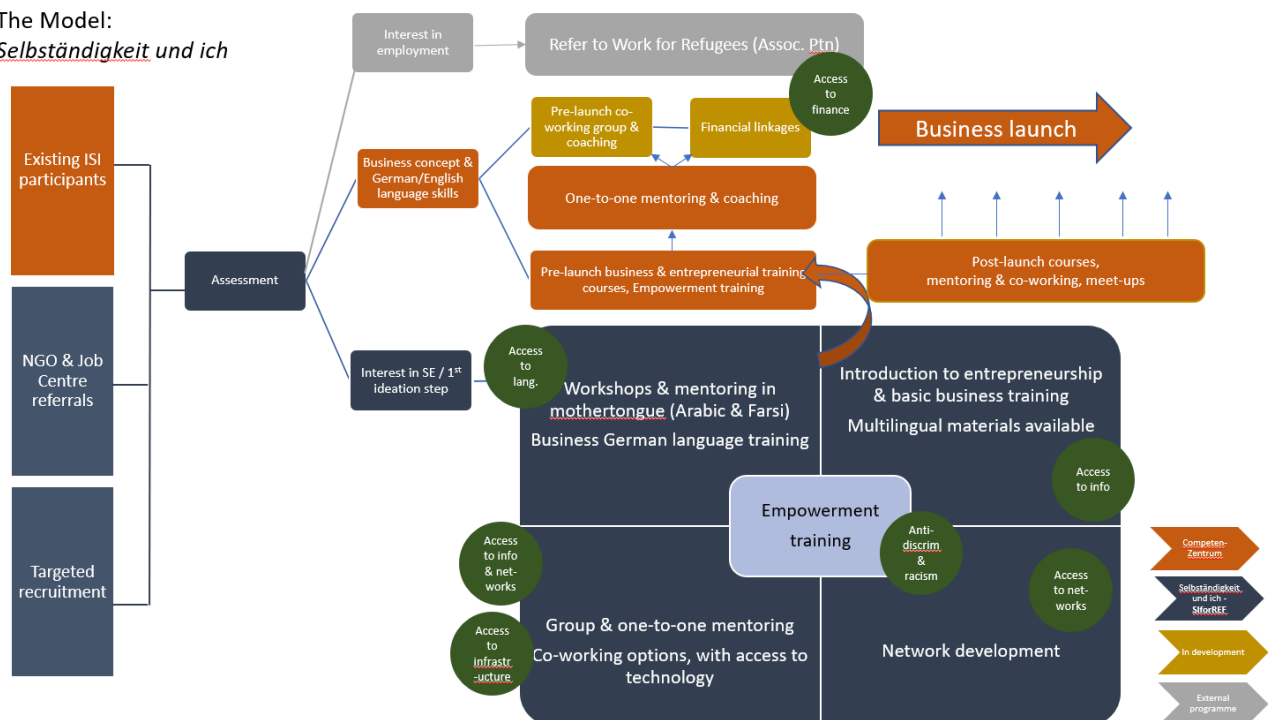 The Model:
Selbständigkeit und ich
Existing ISI
participants
NGO & Job
Centre
referrals
Targeted
recruitment
Assessment
Interest in
employment
Refer to Work for Refugees (Assoc. Ptn)
Access
to
finance
Business concept &
German/English
language skills
Pre-launch co-
working group &
coaching
Financial linkages
Business launch
One-to-one mentoring & coaching
Pre-launch business & entrepreneurial training
courses, Empowerment training
Post-launch courses,
mentoring & co-working, meet-ups
Interest in SE / 1st
ideation step
Access
to
lang.
Workshops & mentoring in
mothertongue (Arabic & Farsi)
Business German language training
Introduction to entrepreneurship
& basic business training
Multilingual materials available
Access
to info
Empowerment
training
Anti-
discrim
&
racism
Access
to info
& net-
works
Access
to
infrastr
-ucture
Group & one-to-one mentoring
Co-working options, with access to
technology
Access
to net-
works
Network development
Competen-
Zentrum
Selbständigkeit
und ich -
SIforREF
In development
External
programme